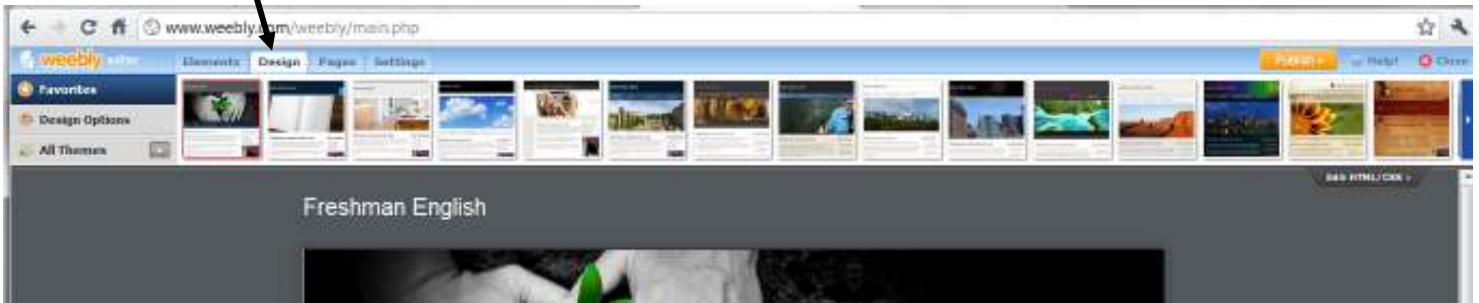 www.weebly.com/weebly/main.php
weebly editor Elements Design Pages Settings Publish Help! Close
Favorites
Design Options
All Themes
Edit HTML/CSS
Freshman English